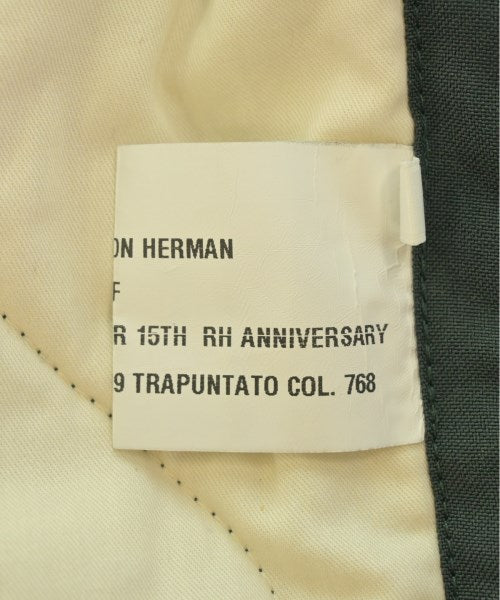 ON HERMAN
F
R 15TH RH ANNIVERSARY
9 TRAPUNTATO COL. 768